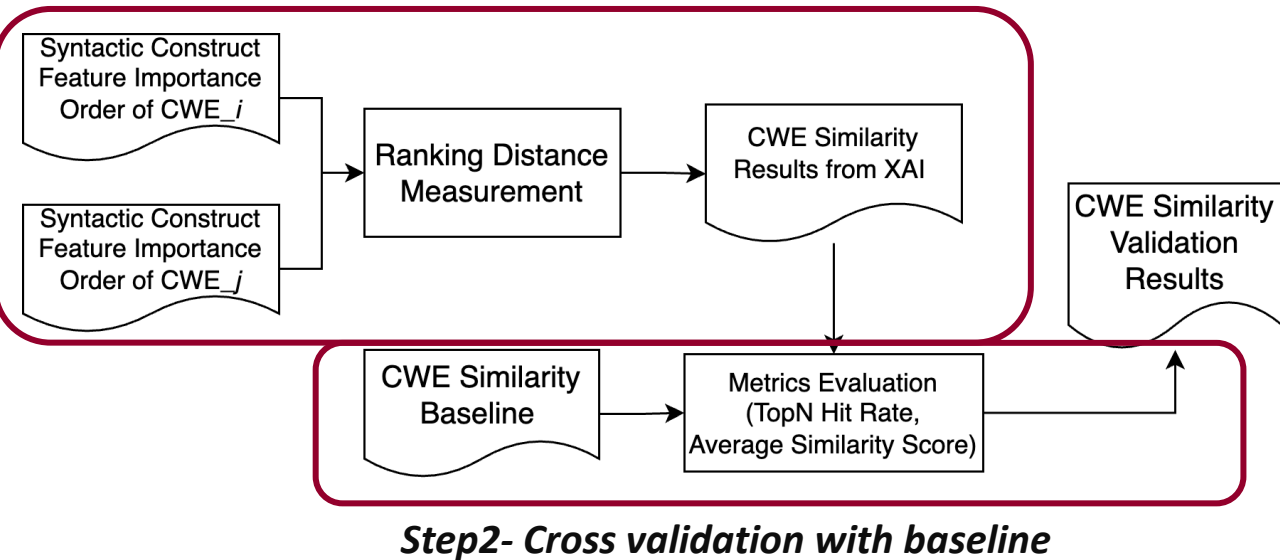 Syntactic Construct
Feature Importance
Order of CWE_i
Syntactic Construct
Feature Importance
Order of CWE_j
Ranking Distance
Measurement
CWE Similarity
Results from XAI
CWE Similarity
Validation
Results
CWE Similarity
Baseline
Metrics Evaluation
(TopN Hit Rate,
Average Similarity Score)
Step2- Cross validation with baseline